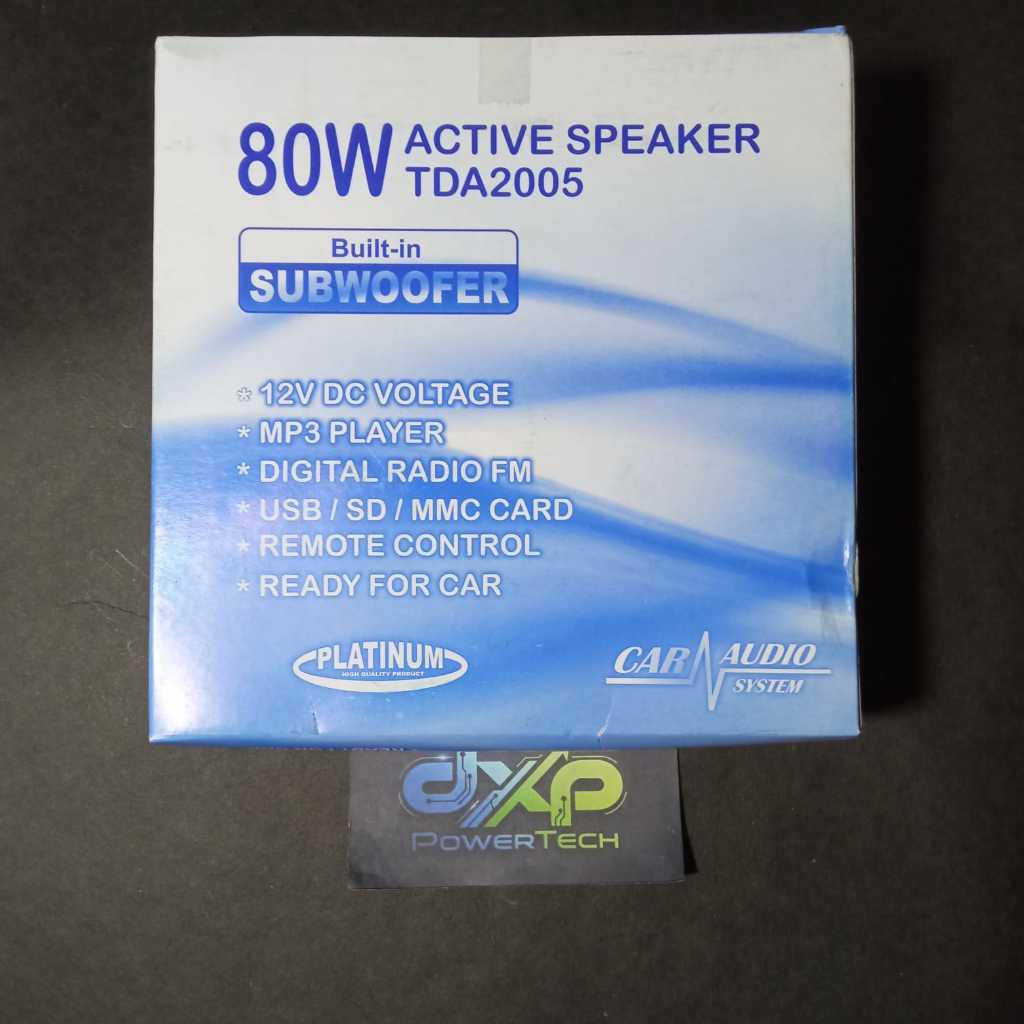 80W ACTIVE SPEAKER
TDA2005
Built-in
SUBWOOFER
* 12V DC VOLTAGE
* MP3 PLAYER
* DIGITAL RADIO FM
* USB / SD / MMC CARD
* REMOTE CONTROL
* READY FOR CAR
PLATINUM
HIGH QUALITY PRODUCT
CAR AUDIO
SYSTEM
dxp
POWERTECH